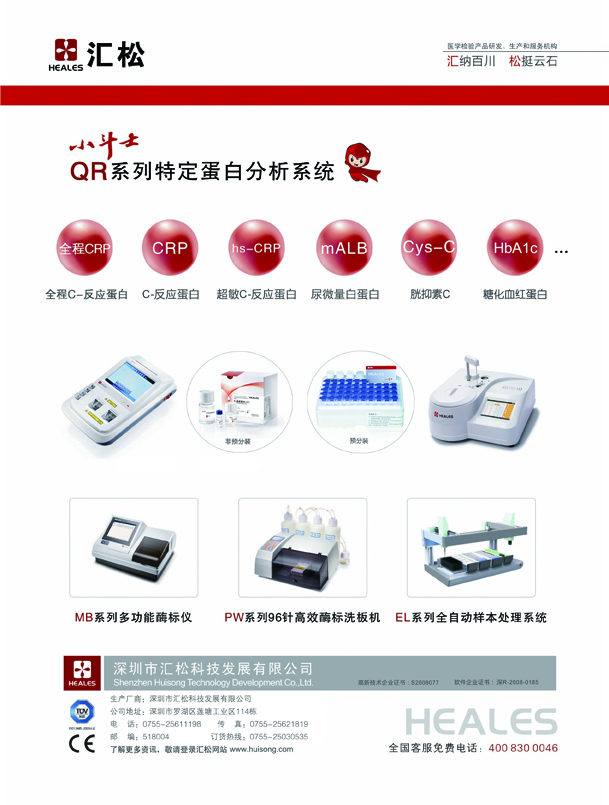 汇松
HEALES
医学检验产品研发、生产和服务机构
汇纳百川 松挺云石
小斗士
QR系列特定蛋白分析系统
全程CRP CRP hs-CRP mALB Cys-C HbA1c ...
全程C-反应蛋白 C-反应蛋白 超敏C-反应蛋白 尿微量白蛋白 胱抑素C 糖化血红蛋白
HEALES
非预分装 预分装
MB系列多功能酶标仪 PW系列96针高效酶标洗板机 EL系列全自动样本处理系统
HEALES
深圳市汇松科技发展有限公司
Shenzhen Huisong Technology Development Co.,Ltd.
高新技术企业证书:S2008077 软件企业证书:深R-2009-0185
生产厂商:深圳市汇松科技发展有限公司
公司地址:深圳市罗湖区莲塘工业区114栋
电 话:0755-25611198 传 真:0755-25621819
邮 编:518004 订货热线:0755-25030535
了解更多资讯,敬请登录汇松网站 www.huisong.com
TÜV
CE
HEALES
全国客服免费电话:400 830 0046